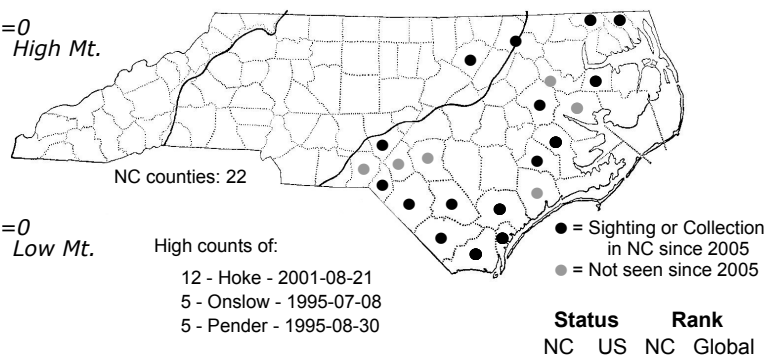 =0
High Mt.
NC counties: 22
=0
Low Mt.
High counts of:
12 - Hoke - 2001-08-21
5 - Onslow - 1995-07-08
5 - Pender - 1995-08-30
= Sighting or Collection
in NC since 2005
= Not seen since 2005
Status Rank
NC US NC Global